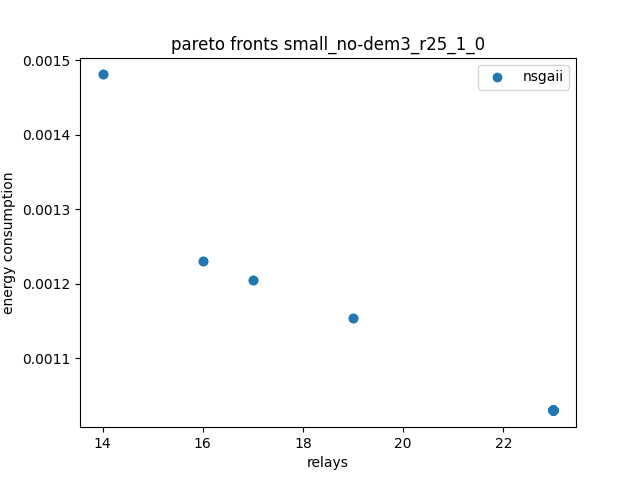 pareto fronts small_no-dem3_r25_1_0
nsgaii
0.0015
0.0014
0.0013
0.0012
0.0011
energy consumption
14
16
18
20
22
relays